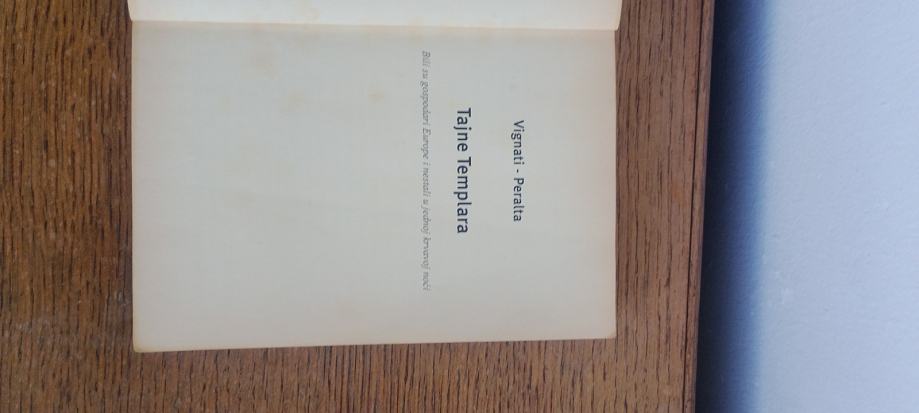 Vignati - Peralta
Tajne Templara
Bili su gospodari Europe i nestali u jednoj krvavoj noći